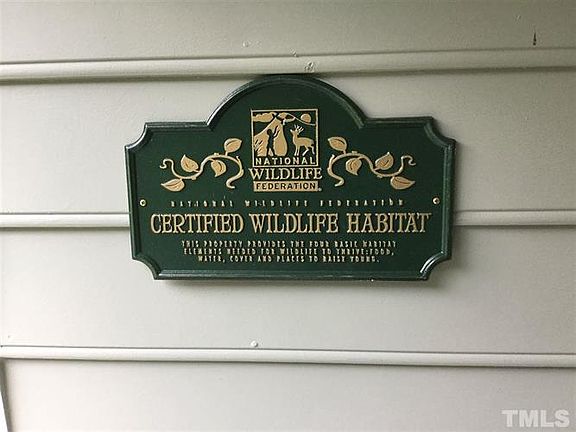 NATIONAL
WILDLIFE
FEDERATION
NATIONAL WILDLIFE FEDERATION
CERTIFIED WILDLIFE HABITAT
THIS PROPERTY PROVIDES THE FOUR BASIC HABITAT
ELEMENTS NEEDED FOR WILDLIFE TO THRIVE:FOOD,
WATER, COVER AND PLACES TO RAISE YOUNG.
TMLS